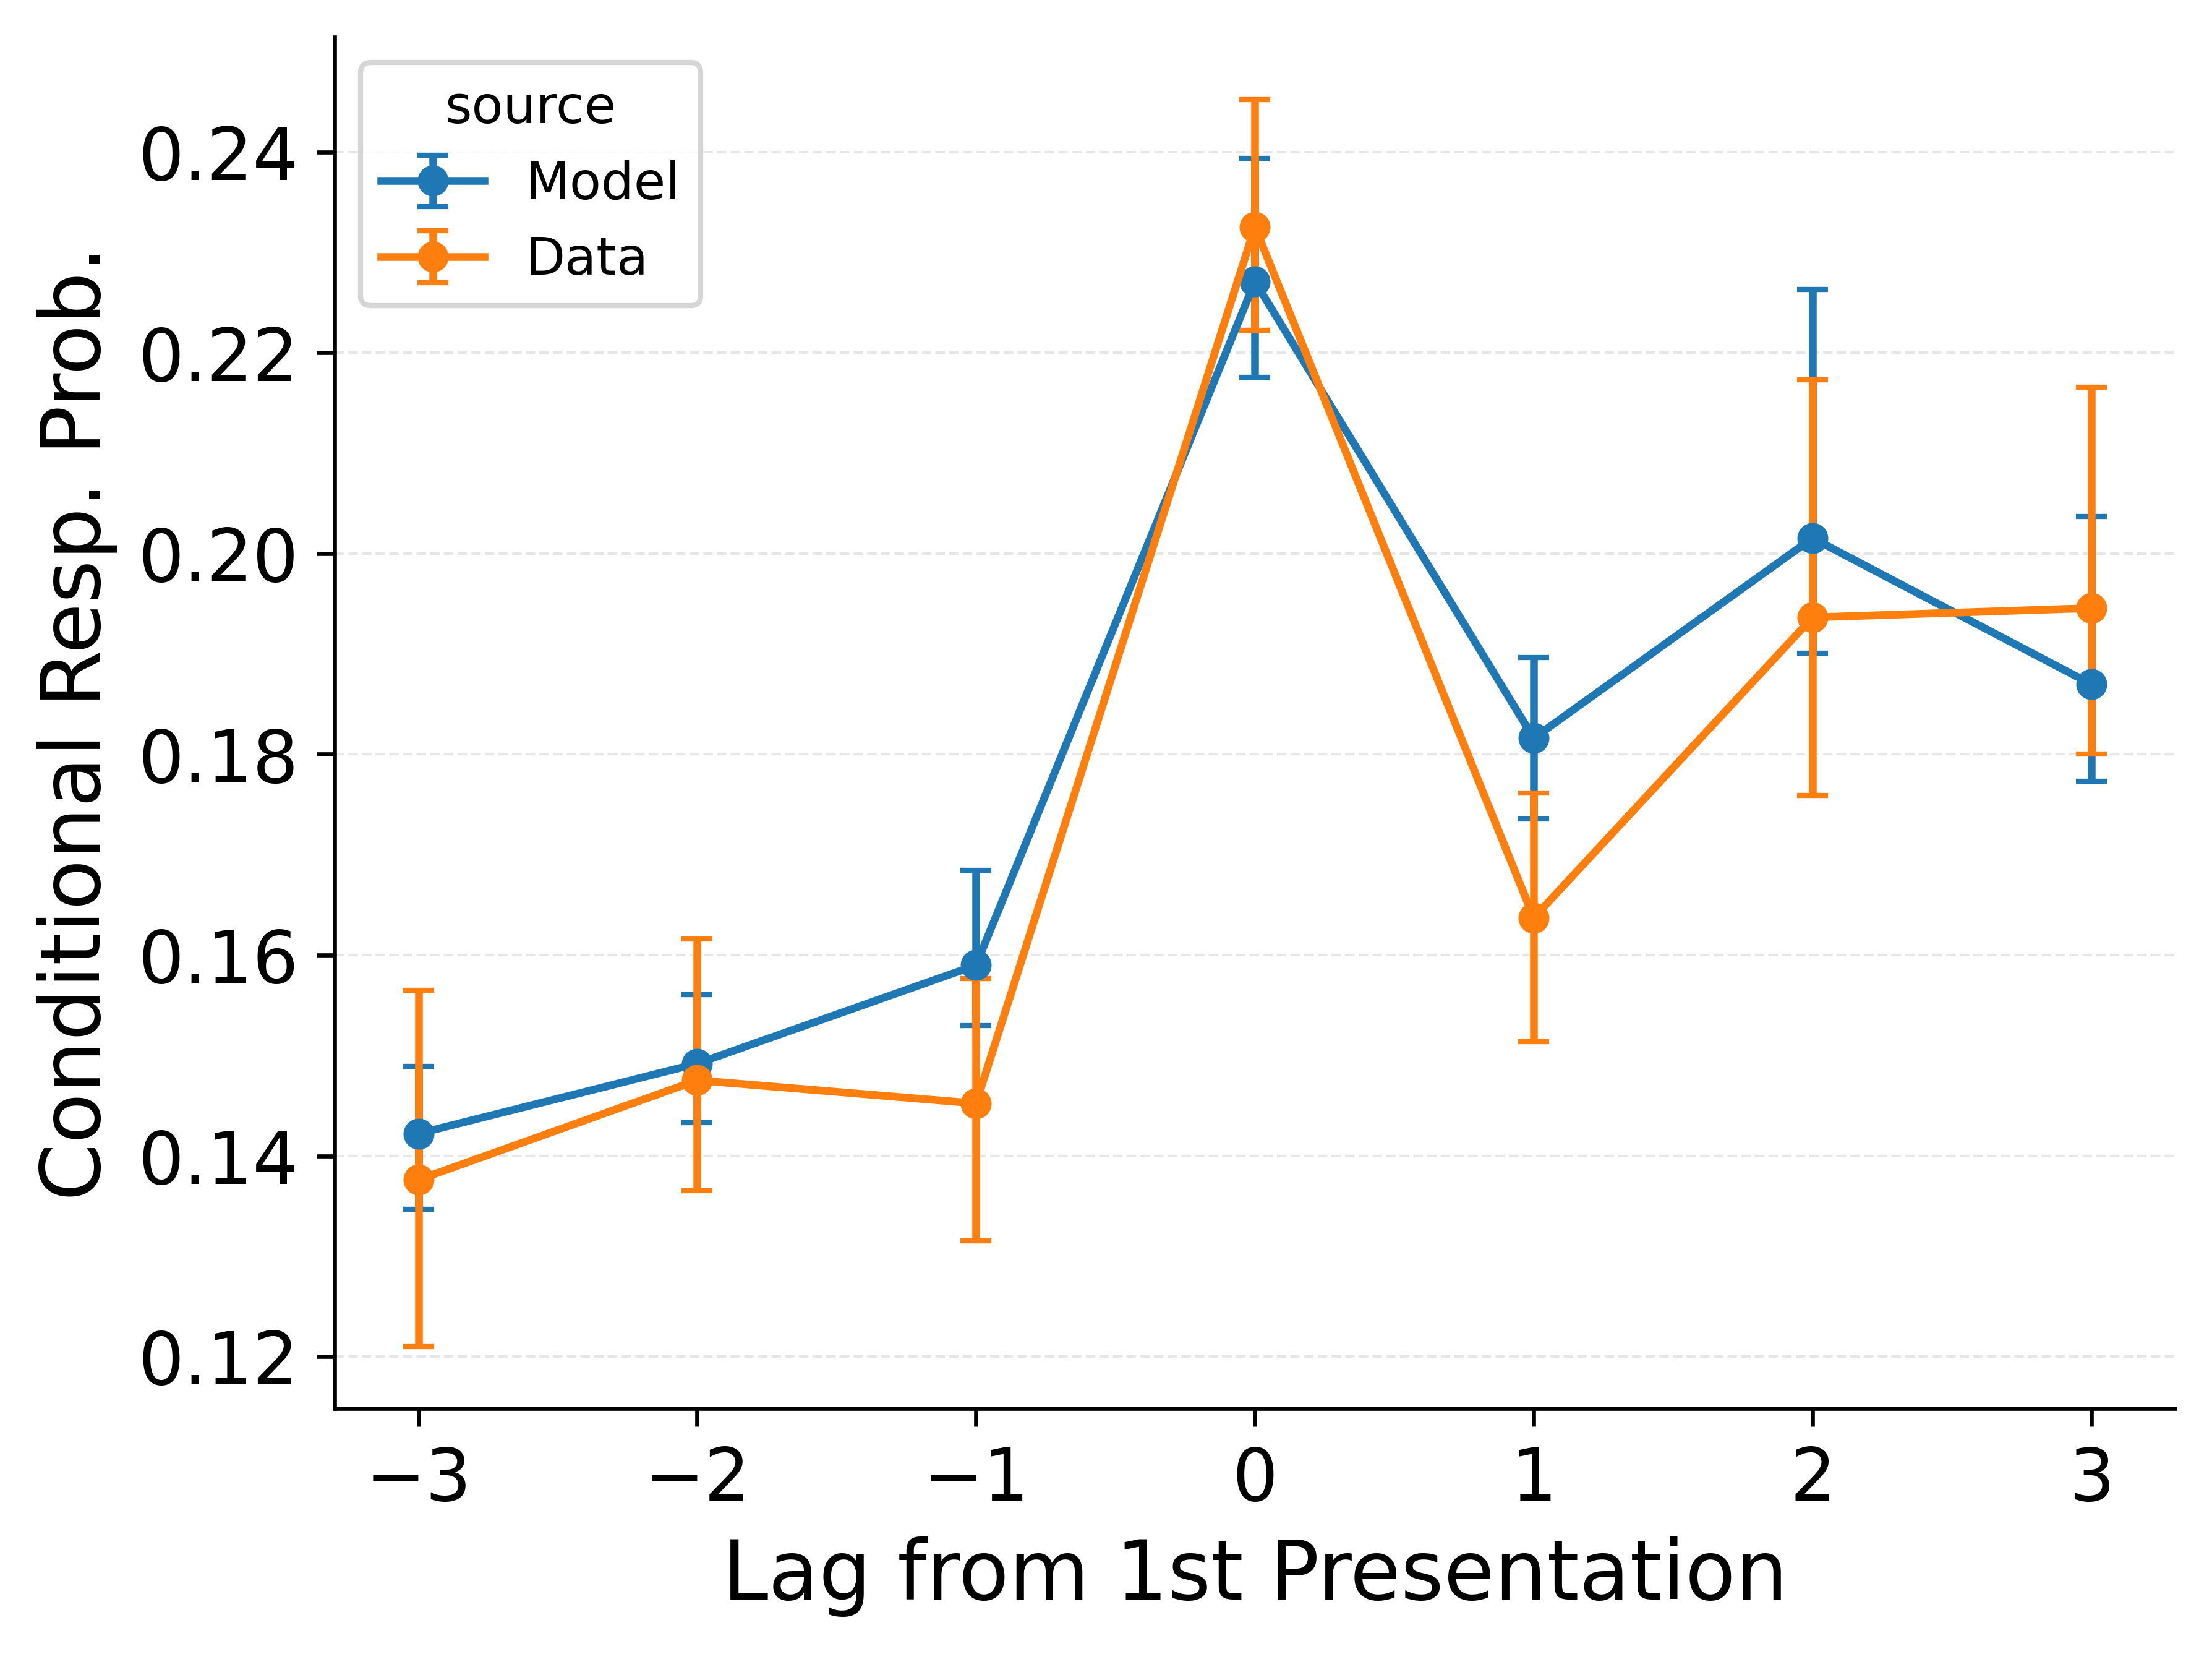 source
Model
Data
Conditional Resp. Prob.
0.24
0.22
0.20
0.18
0.16
0.14
0.12
−3 −2 −1 0 1 2 3
Lag from 1st Presentation